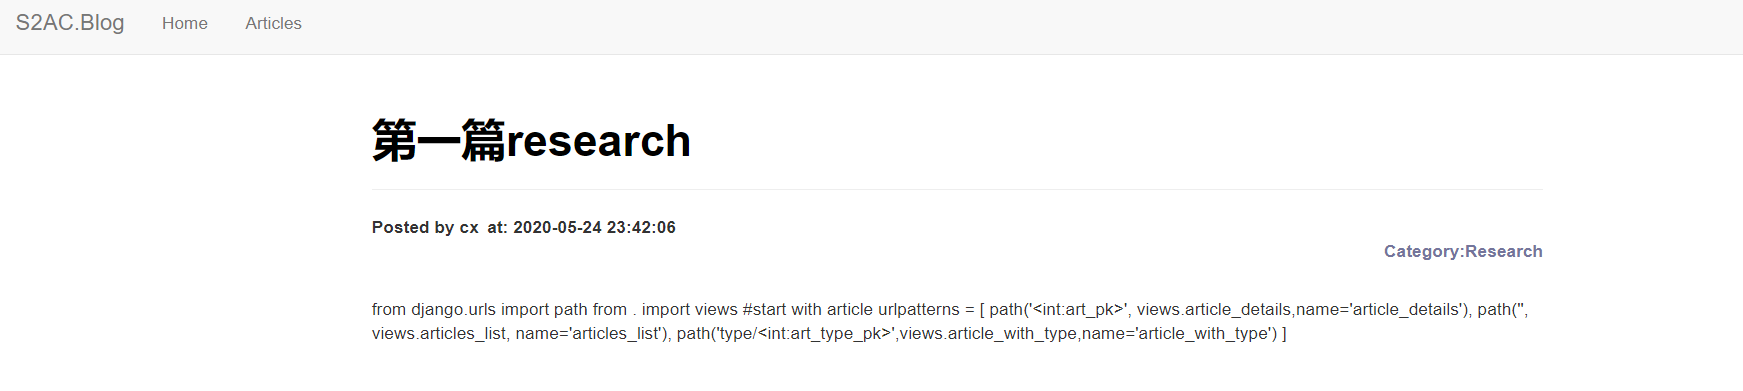 S2AC.Blog Home Articles
第一篇research
Posted by cx at: 2020-05-24 23:42:06
Category:Research
from django.urls import path from . import views #start with article urlpatterns = [ path('<int:art_pk>', views.article_details,name='article_details'), path('',
views.articles_list, name='articles_list'), path('type/<int:art_type_pk>',views.article_with_type,name='article_with_type') ]